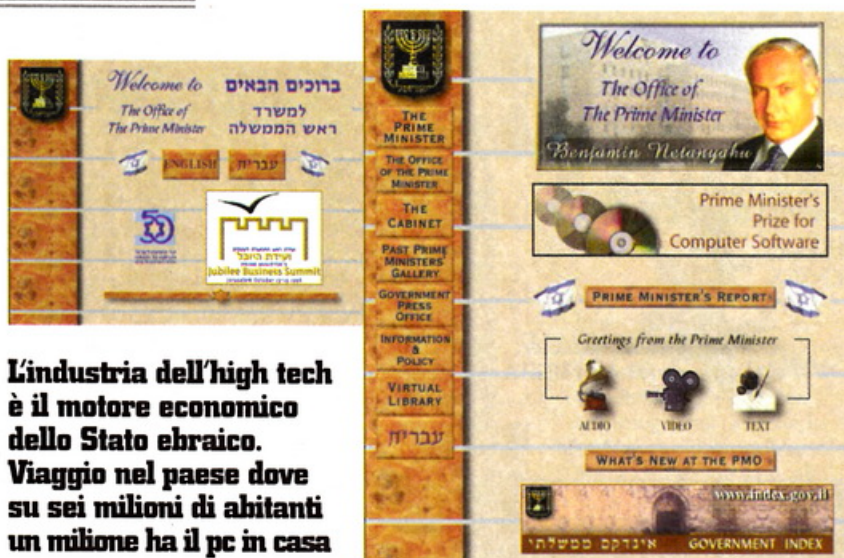 Welcome to
The Office of
The Prime Minister
ברוכים הבאים
למשרד
ראש הממשלה
ENGLISH
עברית
50
ועידת היובל
Jubilee Business Summit
L'industria dell'high tech
è il motore economico
dello Stato ebraico.
Viaggio nel paese dove
su sei milioni di abitanti
un milione ha il pc in casa
THE
PRIME
MINISTER
THE OFFICE
OF THE PRIME
MINISTER
THE
CABINET
PAST PRIME
MINISTERS'
GALLERY
GOVERNMENT
PRESS
OFFICE
INFORMATION
&
POLICY
VIRTUAL
LIBRARY
עברית
Welcome to
The Office of
The Prime Minister
Benjamin Netanyahu
Prime Minister's
Prize for
Computer Software
PRIME MINISTER'S REPORT
Greetings from the Prime Minister
AUDIO
VIDEO
TEXT
WHAT'S NEW AT THE PMO
www.index.gov.il
אינדקס ממשלתי
GOVERNMENT INDEX